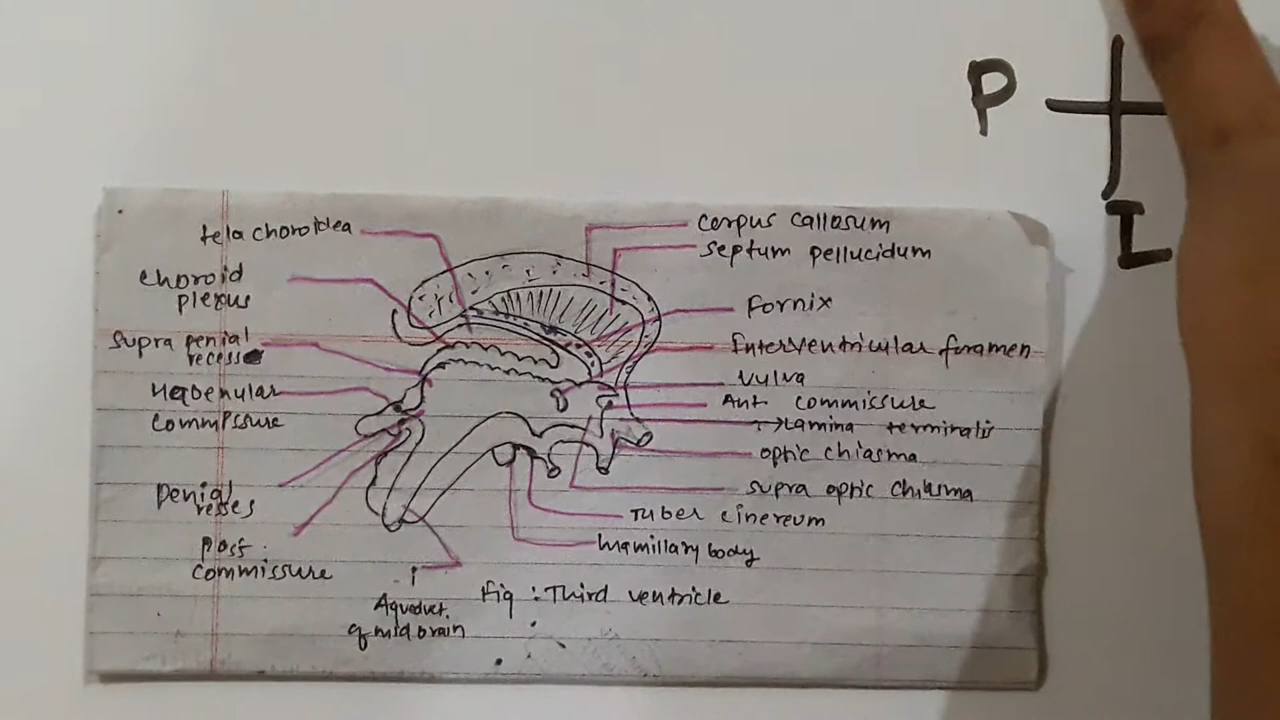 P
I
tela choroidea
choroid
plexus
supra penial
recess
Habenular
commissure
Penial
resses
post
commissure
Aqueduct.
of midbrain
corpus callosum
septum pellucidum
Fornix
Interventricular foramen
Vulva
Ant. commissure
→Lamina terminalis
optic chiasma
supra optic chiasma
Tuber cinereum
Mamillary body
Fig : Third ventricle